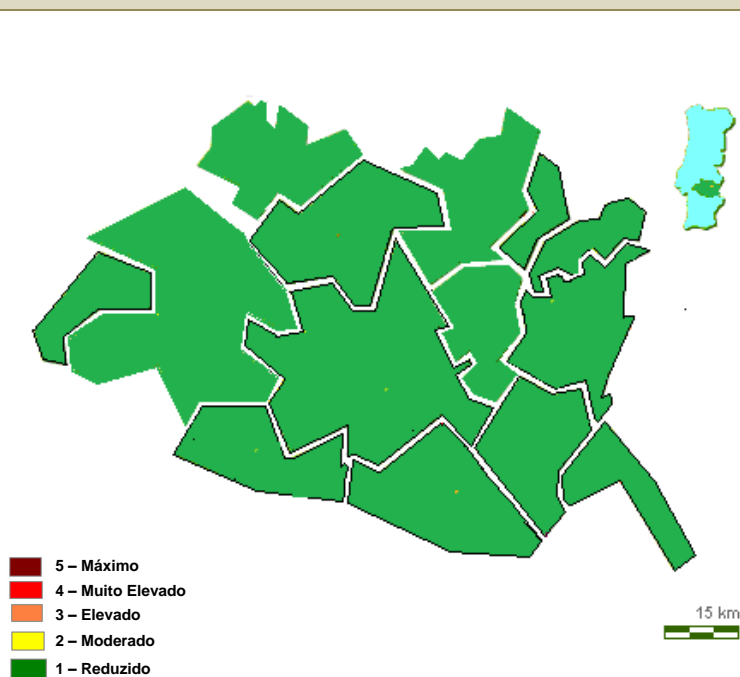 15 km
5 – Máximo
4 – Muito Elevado
3 – Elevado
2 – Moderado
1 – Reduzido